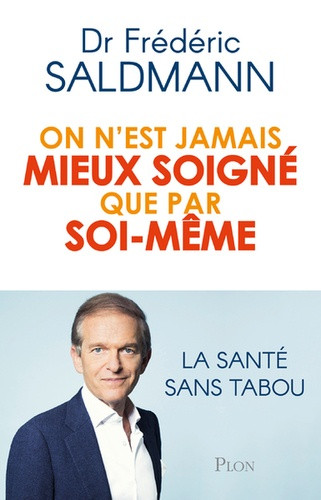 Dr Frédéric
SALDMANN
ON N'EST JAMAIS
MIEUX SOIGNÉ
QUE PAR
SOI-MÊME
LA SANTÉ
SANS TABOU
PLON